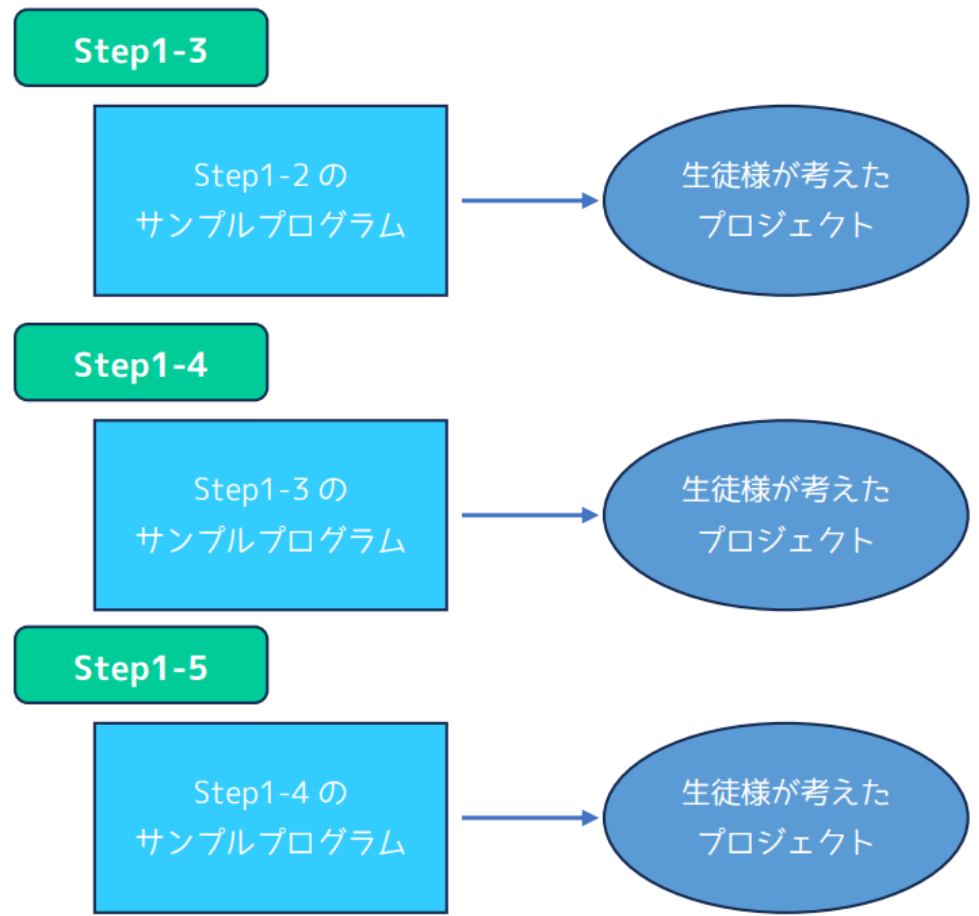 Step1-3
Step1-2 の
サンプルプログラム
生徒様が考えた
プロジェクト
Step1-4
Step1-3 の
サンプルプログラム
生徒様が考えた
プロジェクト
Step1-5
Step1-4 の
サンプルプログラム
生徒様が考えた
プロジェクト